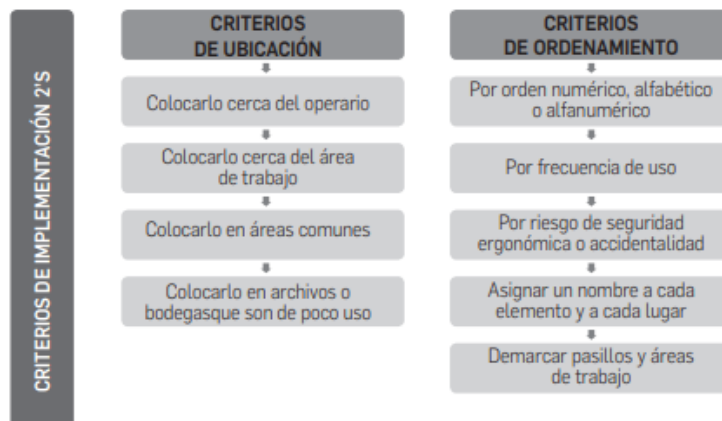 CRITERIOS DE IMPLEMENTACIÓN 2'S
CRITERIOS
DE UBICACIÓN
Colocarlo cerca del operario
Colocarlo cerca del área
de trabajo
Colocarlo en áreas comunes
Colocarlo en archivos o
bodegasque son de poco uso
CRITERIOS
DE ORDENAMIENTO
Por orden numérico, alfabético
o alfanumérico
Por frecuencia de uso
Por riesgo de seguridad
ergonómica o accidentalidad
Asignar un nombre a cada
elemento y a cada lugar
Demarcar pasillos y áreas
de trabajo